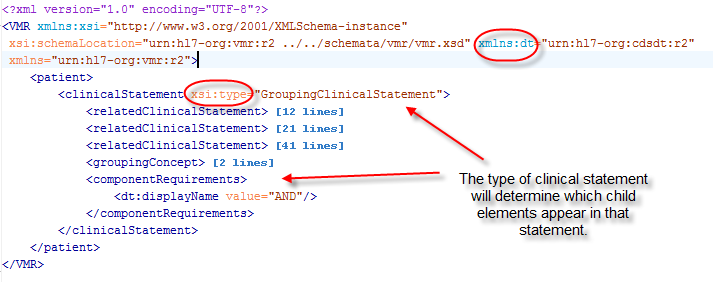 <?xml version="1.0" encoding="UTF-8"?>
<VMR xmlns:xsi="http://www.w3.org/2001/XMLSchema-instance"
xsi:schemaLocation="urn:hl7-org:vmr:r2 ../../schemata/vmr/vmr.xsd" xmlns:dt="urn:hl7-org:cdsdt:r2"
xmlns="urn:hl7-org:vmr:r2">
<patient>
<clinicalStatement xsi:type="GroupingClinicalStatement">
<relatedClinicalStatement> [12 lines]
<relatedClinicalStatement> [21 lines]
<relatedClinicalStatement> [41 lines]
<groupingConcept> [2 lines]
<componentRequirements>
<dt:displayName value="AND"/>
</componentRequirements>
</clinicalStatement>
</patient>
</VMR>
The type of clinical statement
will determine which child
elements appear in that
statement.